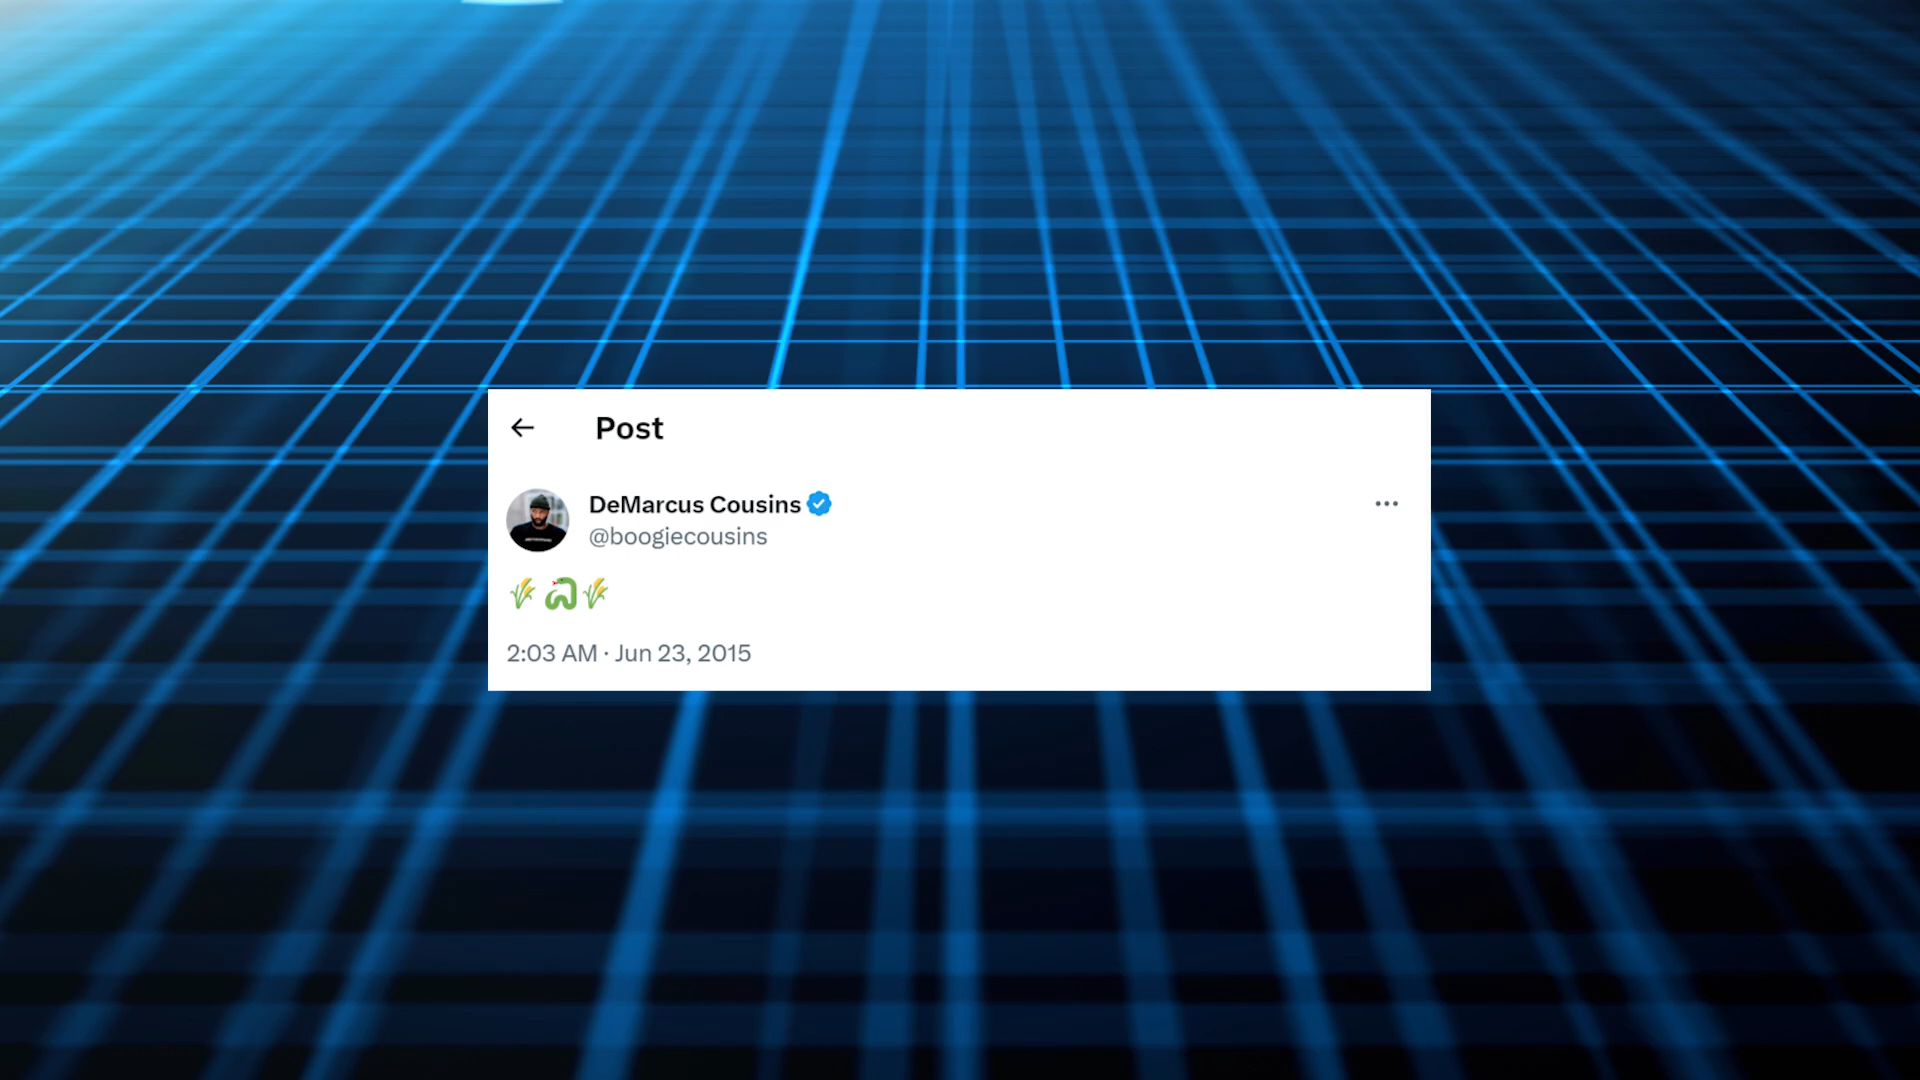 Post
DeMarcus Cousins
@boogiecousins
🌾 🐍🌾
2:03 AM · Jun 23, 2015